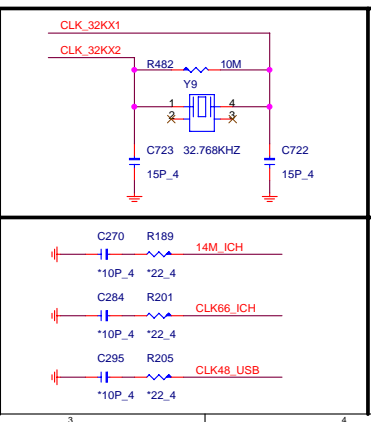 CLK_32KX1
CLK_32KX2
R482 10M
Y9
1 4
2 3
C723 32.768KHZ C722
15P_4 15P_4
C270 R189
14M_ICH
*10P_4 *22_4
C284 R201
CLK66_ICH
*10P_4 *22_4
C295 R205
CLK48_USB
*10P_4 *22_4
3 4